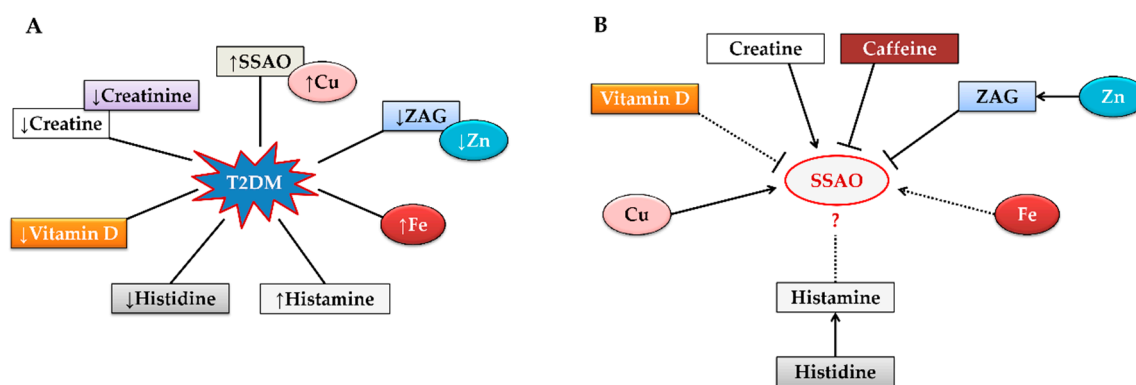 A
↑SSAO
↑Cu
↓Creatinine
↓Creatine
↓ZAG
↓Zn
T2DM
↓Vitamin D
↑Fe
↓Histidine
↑Histamine
B
Creatine
Caffeine
Vitamin D
ZAG
Zn
SSAO
Cu
Fe
?
Histamine
Histidine